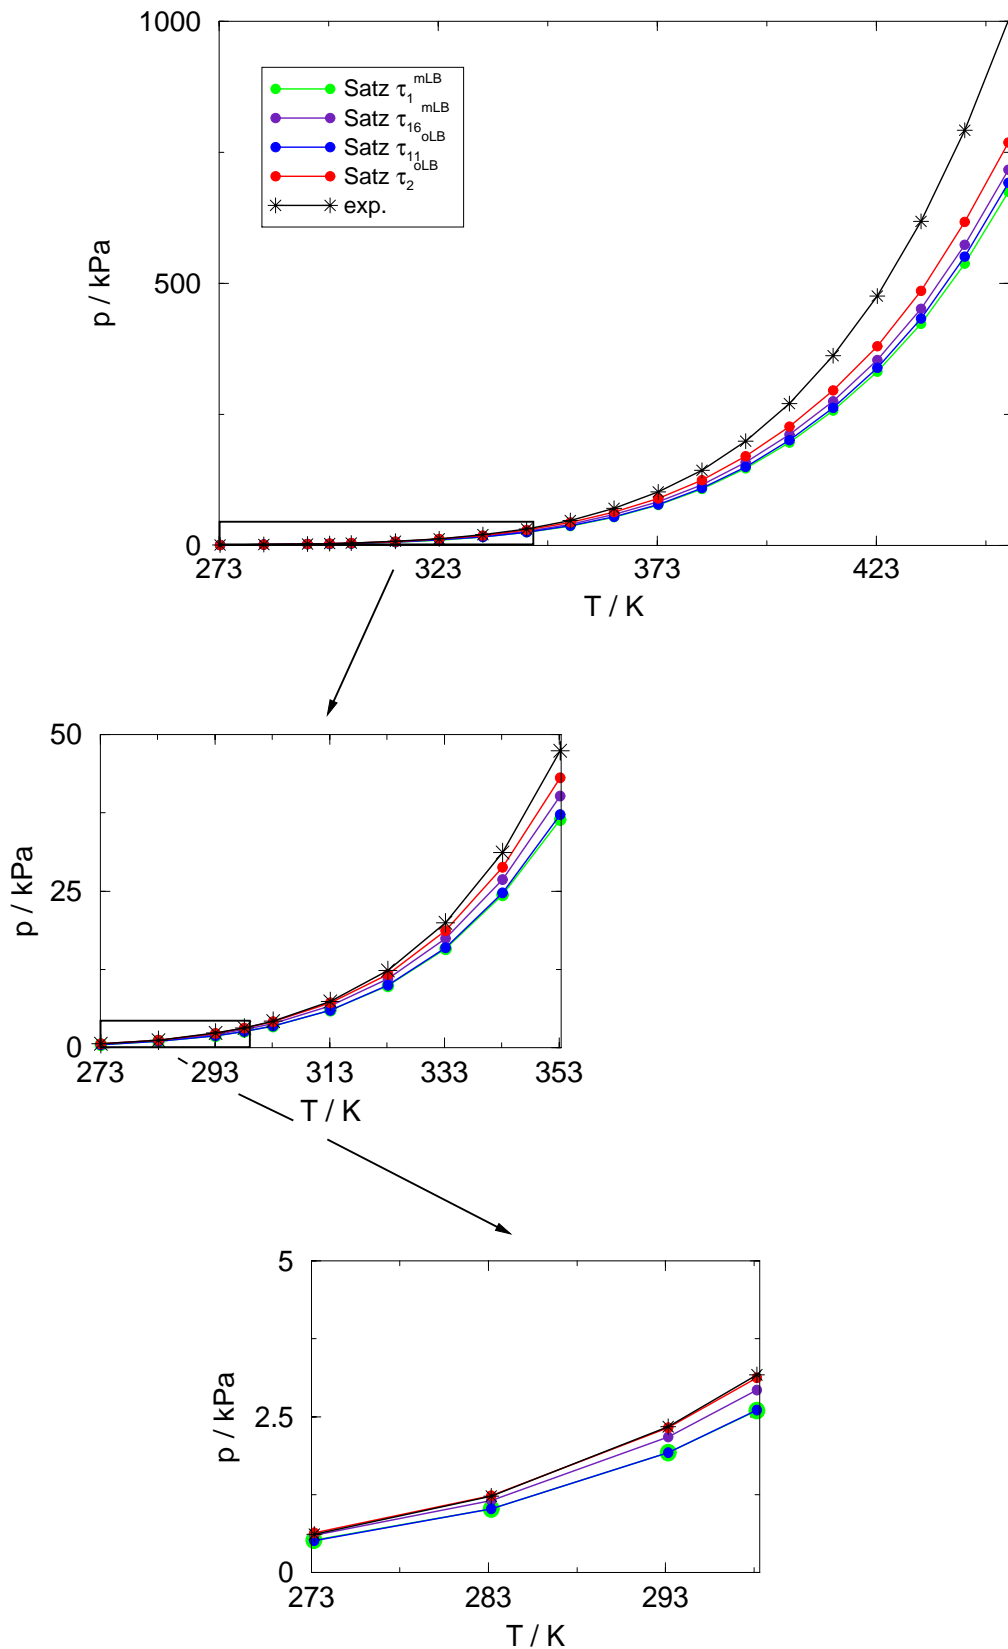 1000
Satz τ₁ᵐᴸᴮ
Satz τ₁₆ᵐᴸᴮ
Satz τ₁₁ᵒᴸᴮ
Satz τ₂ᵒᴸᴮ
exp.
p / kPa
500
0
273 323 373 423
T / K
50
p / kPa
25
0
273 293 313 333 353
T / K
5
p / kPa
2.5
0
273 283 293
T / K